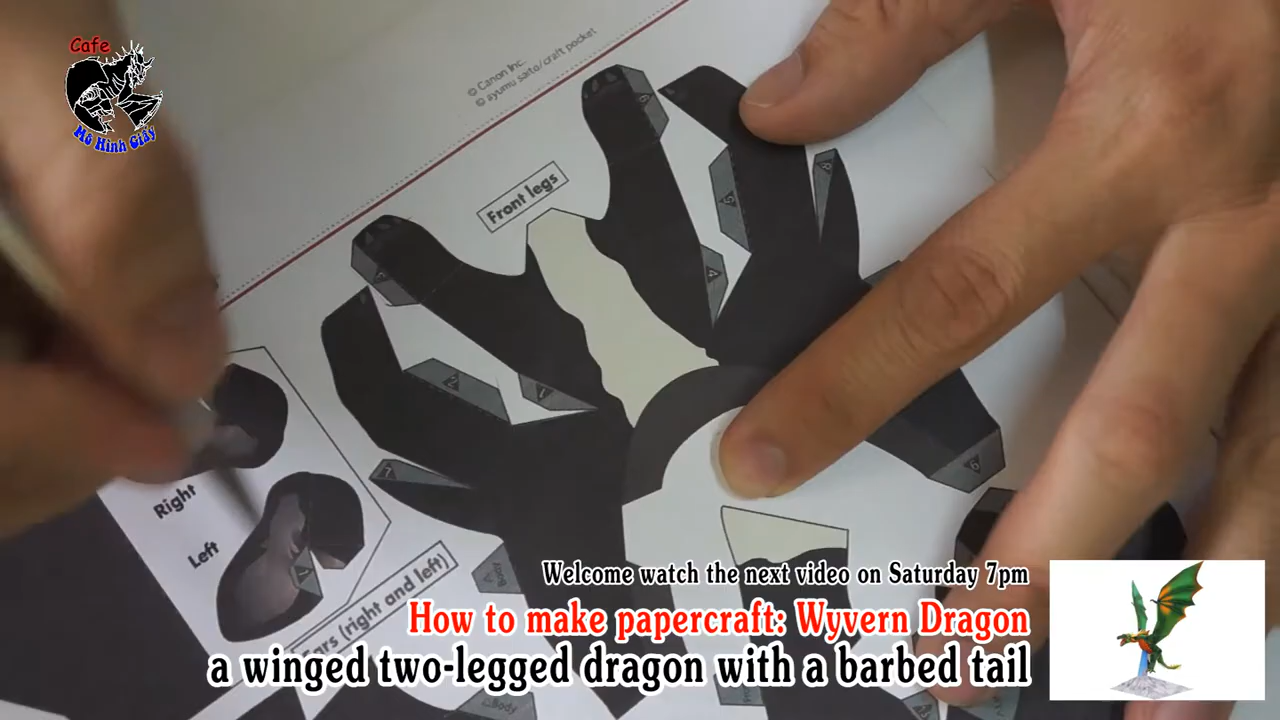 Cafe
Mô Hình Giấy
© Canon Inc.
© ayumu saito/craft pocket
Front legs
Right
Left
Ears (right and left)
Body
Body
Welcome watch the next video on Saturday 7pm
How to make papercraft: Wyvern Dragon
a winged two-legged dragon with a barbed tail